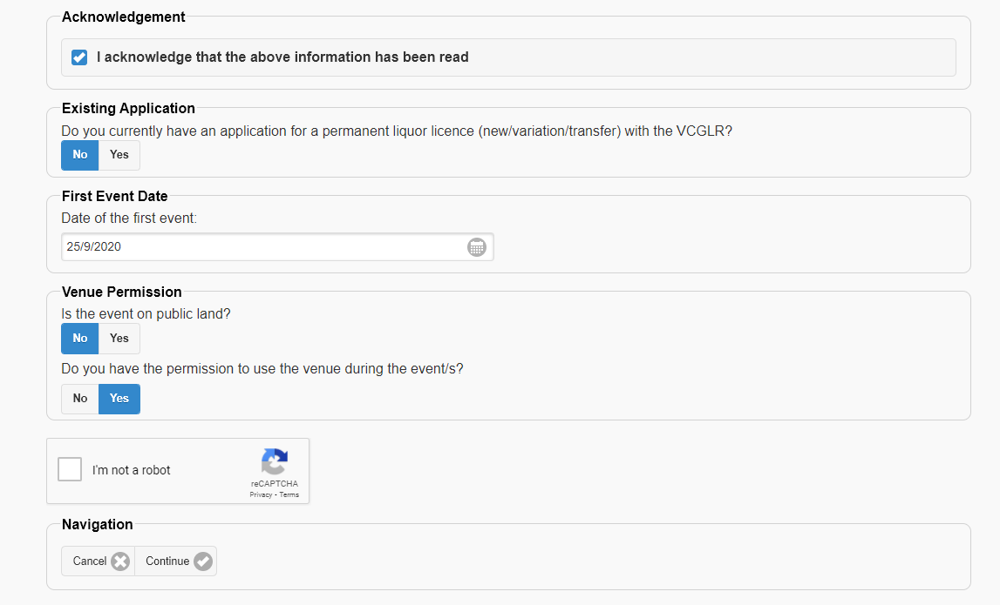 Acknowledgement
I acknowledge that the above information has been read
Existing Application
Do you currently have an application for a permanent liquor licence (new/variation/transfer) with the VCGLR?
No Yes
First Event Date
Date of the first event:
25/9/2020
Venue Permission
Is the event on public land?
No Yes
Do you have the permission to use the venue during the event/s?
No Yes
I'm not a robot
reCAPTCHA
Privacy - Terms
Navigation
Cancel Continue